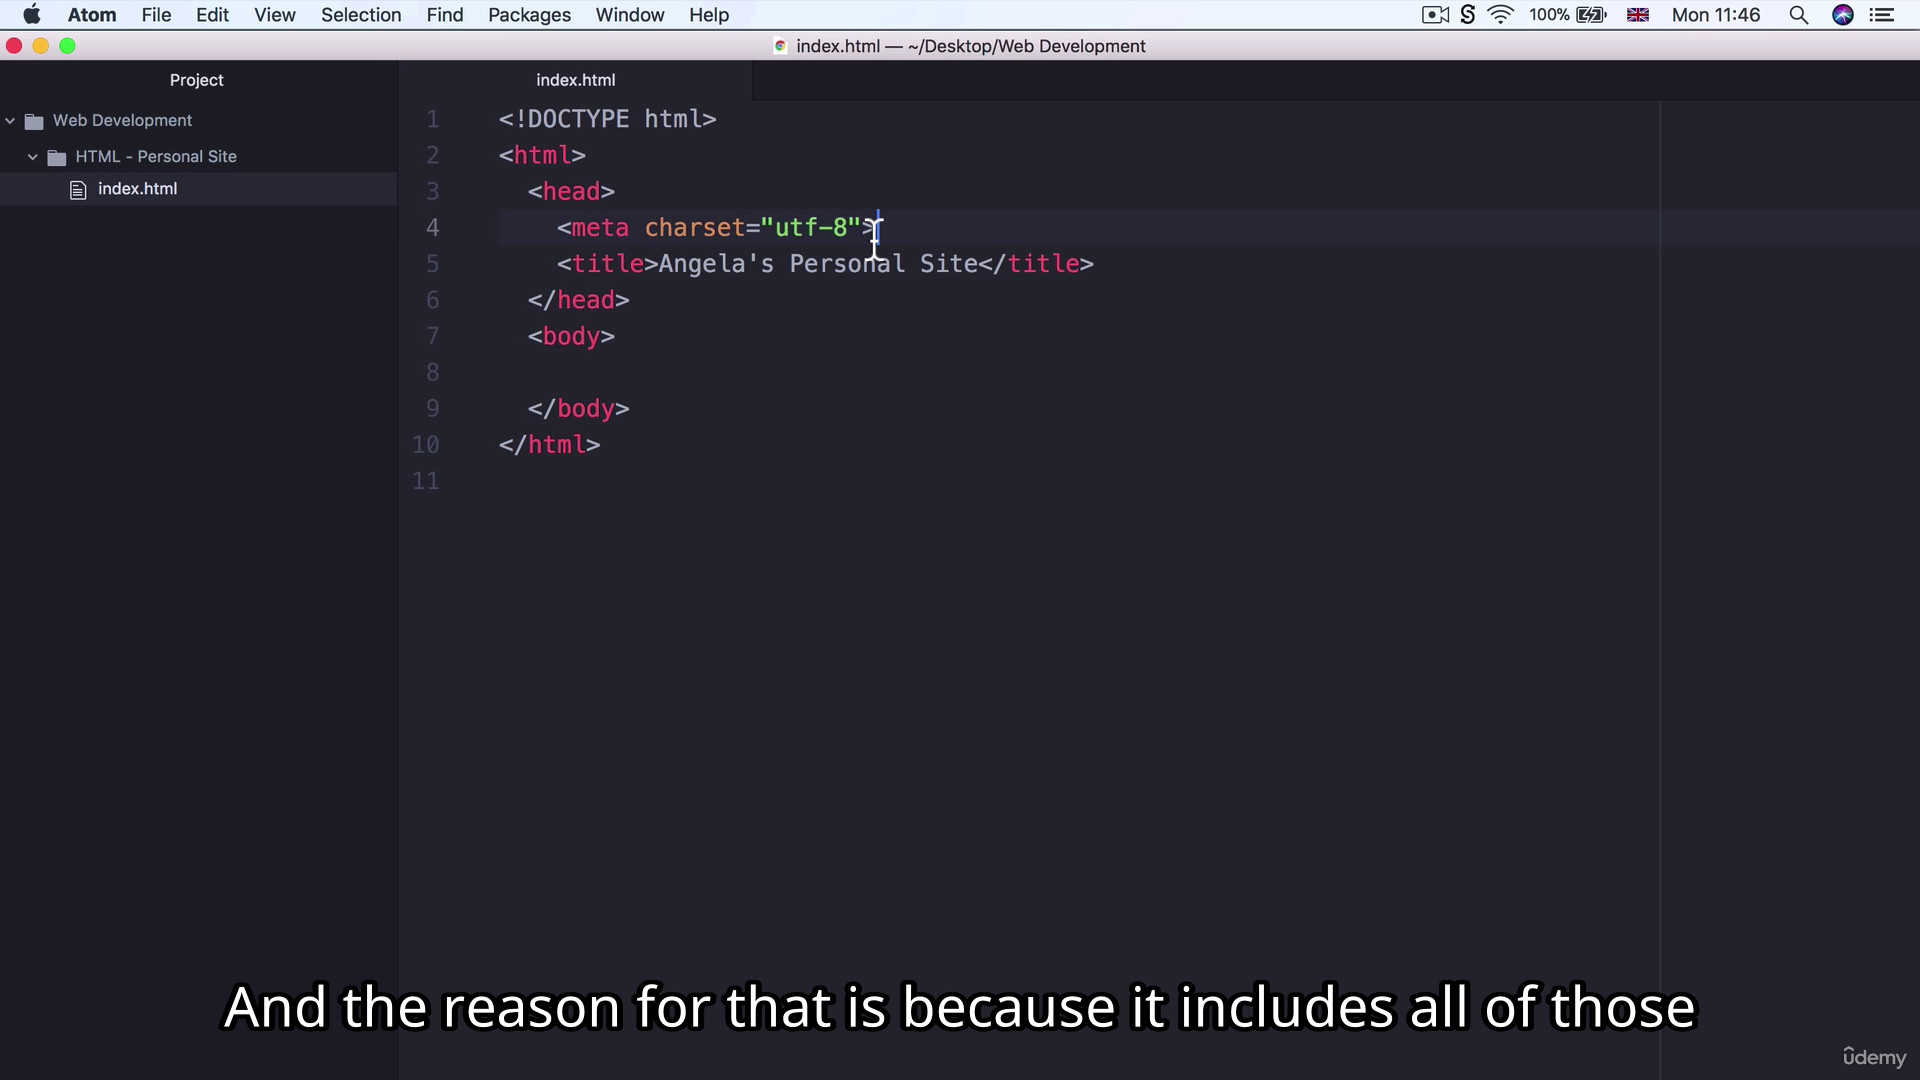 Atom File Edit View Selection Find Packages Window Help 100% Mon 11:46
index.html — ~/Desktop/Web Development
Project
index.html
Web Development
HTML - Personal Site
index.html
1 <!DOCTYPE html>
2 <html>
3 <head>
4 <meta charset="utf-8">
5 <title>Angela's Personal Site</title>
6 </head>
7 <body>
8
9 </body>
10 </html>
11
And the reason for that is because it includes all of those
ûdemy